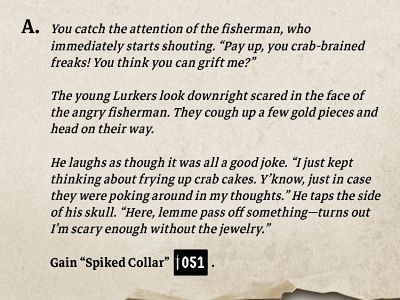 A. You catch the attention of the fisherman, who
immediately starts shouting. “Pay up, you crab-brained
freaks! You think you can grift me?”
The young Lurkers look downright scared in the face of
the angry fisherman. They cough up a few gold pieces and
head on their way.
He laughs as though it was all a good joke. “I just kept
thinking about frying up crab cakes. Y’know, just in case
they were poking around in my thoughts.” He taps the side
of his skull. “Here, lemme pass off something—turns out
I’m scary enough without the jewelry.”
Gain “Spiked Collar” 051 .